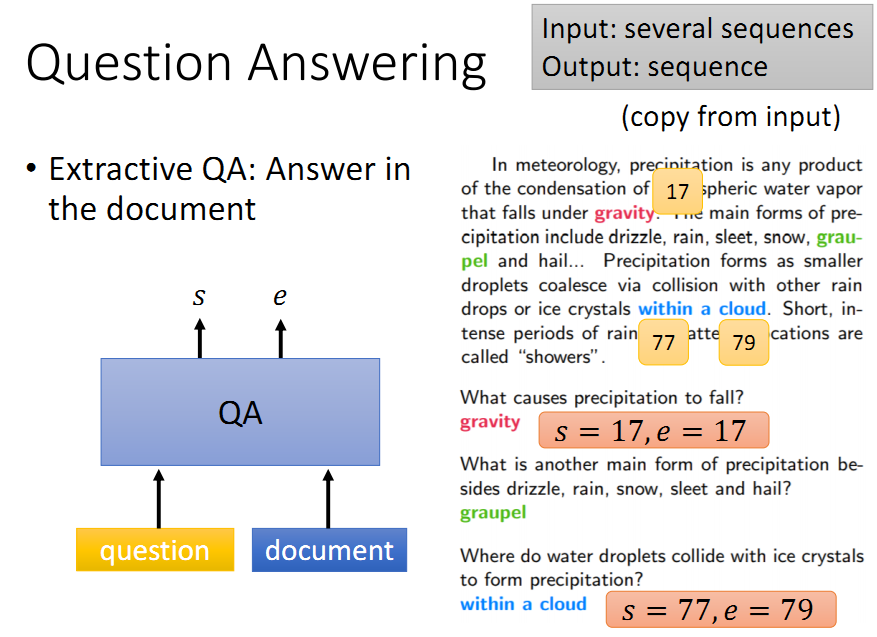 Question Answering
Input: several sequences
Output: sequence
(copy from input)
• Extractive QA: Answer in
the document
s e
QA
question document
In meteorology, precipitation is any product
of the condensation of 17 spheric water vapor
that falls under gravity. The main forms of pre-
cipitation include drizzle, rain, sleet, snow, grau-
pel and hail... Precipitation forms as smaller
droplets coalesce via collision with other rain
drops or ice crystals within a cloud. Short, in-
tense periods of rain 77 atte 79 cations are
called “showers”.
What causes precipitation to fall?
gravity s = 17, e = 17
What is another main form of precipitation be-
sides drizzle, rain, snow, sleet and hail?
graupel
Where do water droplets collide with ice crystals
to form precipitation?
within a cloud s = 77, e = 79